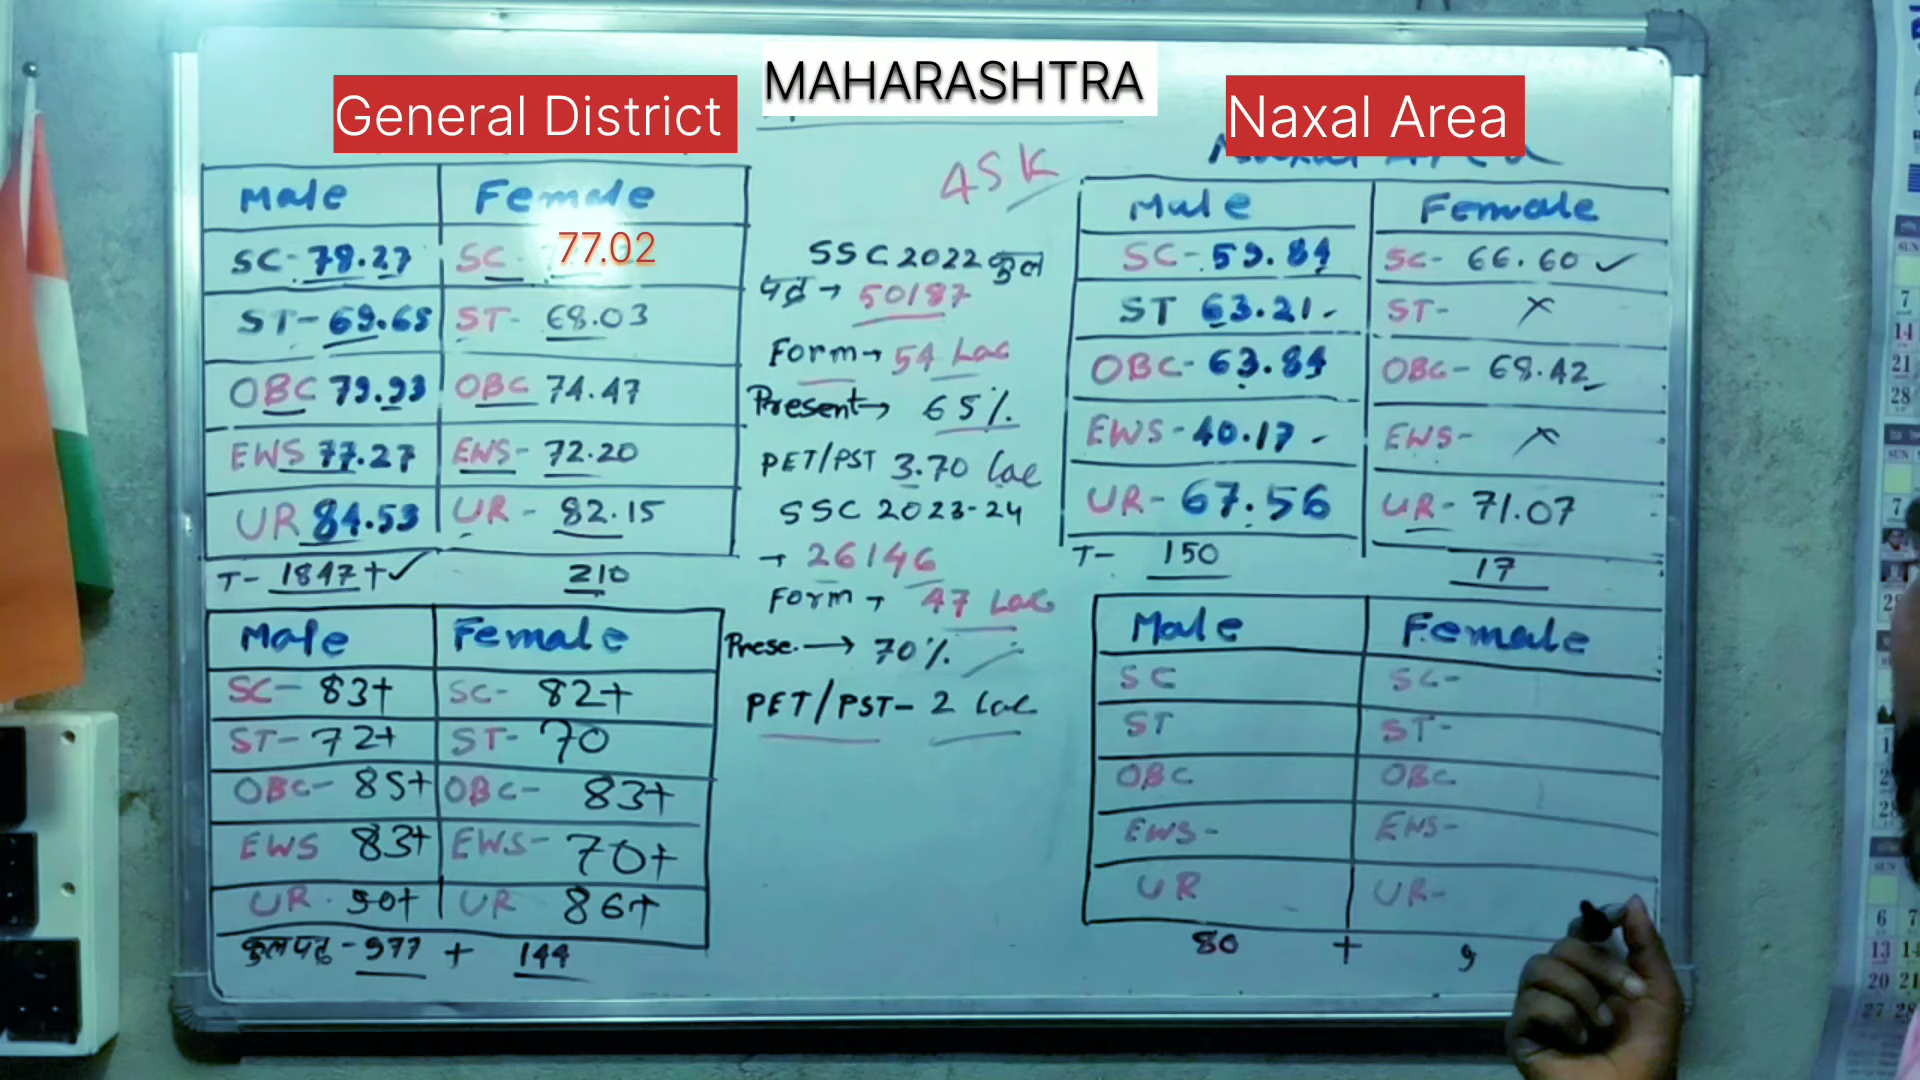 MAHARASHTRA
General District
Naxal Area
ASK
Male Female
SC- 78.27 SC 77.02
ST- 69.65 ST- 68.03
OBC 79.93 OBC 74.47
EWS 77.27 EWS- 72.20
UR 84.53 UR - 82.15
T- 1847+✓ 210
Male Female
SC- 83+ SC- 82+
ST- 72+ ST- 70
OBC- 85+ OBC- 83+
EWS 83+ EWS- 70+
UR. 90+ UR 86+
कुल पद - 977 + 144
SSC 2022 कुल
पद → 50187
Form → 54 Lac
Present → 65%.
PET/PST 3.70 Lac
SSC 2023-24
→ 26146
Form → 47 Lac
Prese. → 70%.
PET/PST- 2 Lac
Male Female
SC- 59.84 SC- 66.60 ✓
ST 63.21- ST- ×
OBC- 63.84 OBC- 68.42
EWS- 40.17 - EWS- ×
UR- 67.56 UR- 71.07
T- 150 17
Male Female
SC SC-
ST ST-
OBC OBC
EWS- EWS-
UR UR-
80 + 9